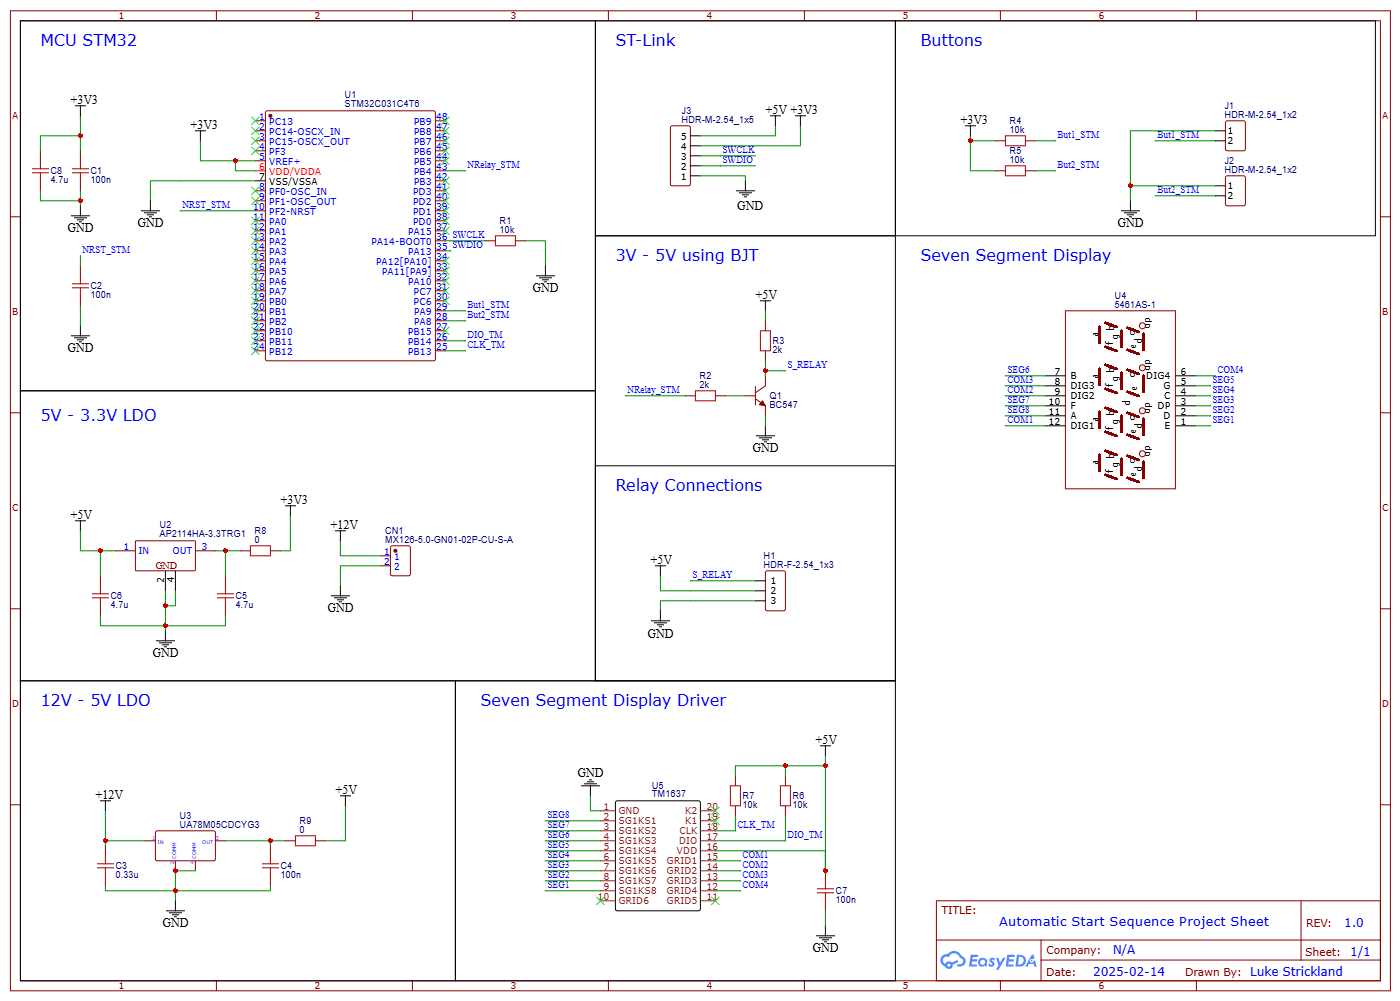 1 2 3 4 5 6
A
B
C
D
MCU STM32
+3V3
C8
4.7u
C1
100n
GND
NRST_STM
C2
100n
GND
+3V3
GND
NRST_STM
U1
STM32C031C4T6
1 PC13
2 PC14-OSCX_IN
3 PC15-OSCX_OUT
4 PF3
5 VREF+
6 VDD/VDDA
7 VSS/VSSA
8 PF0-OSC_IN
9 PF1-OSC_OUT
10 PF2-NRST
11 PA0
12 PA1
13 PA2
14 PA3
15 PA4
16 PA5
17 PA6
18 PA7
19 PB0
20 PB1
21 PB2
22 PB10
23 PB11
24 PB12
PB9 48
PB8 47
PB7 46
PB6 45
PB5 44
PB4 43 NRelay_STM
PB3 42
PD3 41
PD2 40
PD1 39
PD0 38
PA15 37
PA14-BOOT0 36 SWCLK
PA13 35 SWDIO
PA12[PA10] 34
PA11[PA9] 33
PA10 32
PC7 31
PC6 30
PA9 29 But1_STM
PA8 28 But2_STM
PB15 27
PB14 26 DIO_TM
PB13 25 CLK_TM
R1
10k
GND
ST-Link
J3
HDR-M-2.54_1x5
+5V +3V3
5
4
3 SWCLK
2 SWDIO
1
GND
Buttons
+3V3
R4
10k
But1_STM
R5
10k
But2_STM
J1
HDR-M-2.54_1x2
But1_STM
1
2
J2
HDR-M-2.54_1x2
But2_STM
1
2
GND
3V - 5V using BJT
+5V
R3
2k
S_RELAY
NRelay_STM
R2
2k
Q1
BC547
GND
Seven Segment Display
U4
5461AS-1
SEG6 7 B
COM3 8 DIG3
COM2 9 DIG2
SEG7 10 F
SEG8 11 A
COM1 12 DIG1
DIG4 6 COM4
G 5 SEG5
C 4 SEG4
DP 3 SEG3
D 2 SEG2
E 1 SEG1
5V - 3.3V LDO
+5V
U2
AP2114HA-3.3TRG1
1 IN
OUT 3
GND
2 4
R8
0
+3V3
C6
4.7u
C5
4.7u
GND
+12V
CN1
MX126-5.0-GN01-02P-CU-S-A
1 1
2 2
GND
Relay Connections
+5V
S_RELAY
H1
HDR-F-2.54_1x3
1
2
3
GND
12V - 5V LDO
+12V
U3
UA78M05CDCYG3
IN
OUT
COMM
COMM
R9
0
+5V
C3
0.33u
C4
100n
GND
Seven Segment Display Driver
GND
U5
TM1637
1 GND
SEG8 2 SG1KS1
SEG7 3 SG1KS2
SEG6 4 SG1KS3
SEG5 5 SG1KS4
SEG4 6 SG1KS5
SEG3 7 SG1KS6
SEG2 8 SG1KS7
SEG1 9 SG1KS8
10 GRID6
K2 20
K1 19
CLK 18 CLK_TM
DIO 17 DIO_TM
VDD 16
GRID1 15 COM1
GRID2 14 COM2
GRID3 13 COM3
GRID4 12 COM4
GRID5 11
R7
10k
R6
10k
+5V
C7
100n
GND
TITLE:
Automatic Start Sequence Project Sheet
REV: 1.0
EasyEDA
Company: N/A
Sheet: 1/1
Date: 2025-02-14 Drawn By: Luke Strickland
A
B
C
D
1 2 3 4 5 6